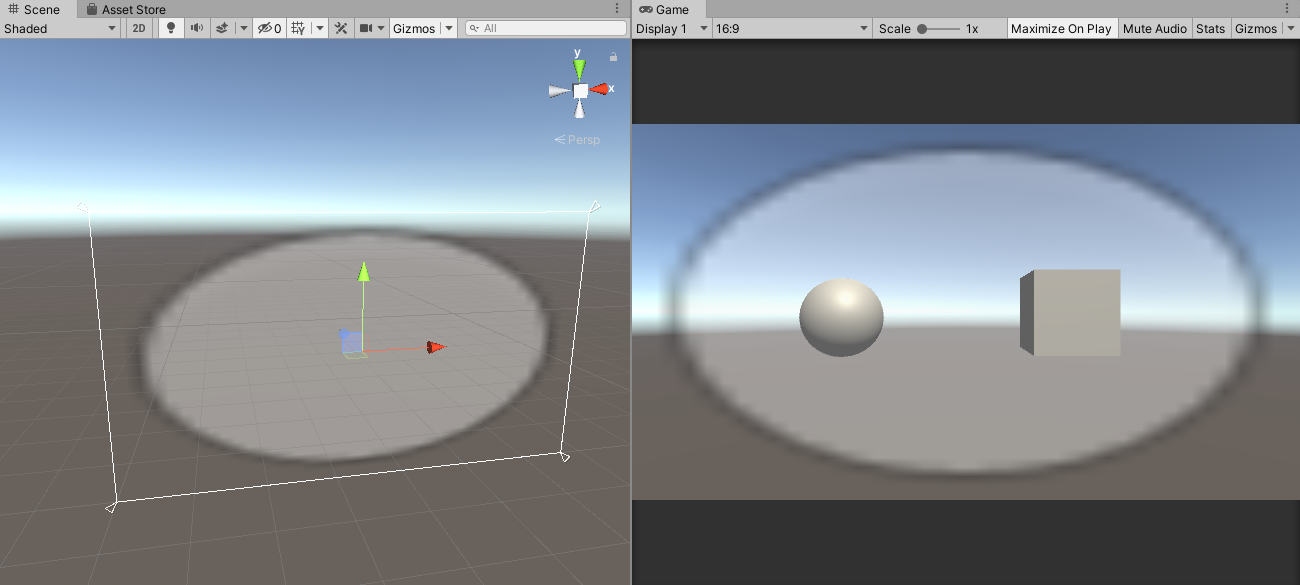 Scene
Asset Store
Shaded
2D
0
Gizmos
All
y
x
Persp
Game
Display 1
16:9
Scale
1x
Maximize On Play
Mute Audio
Stats
Gizmos